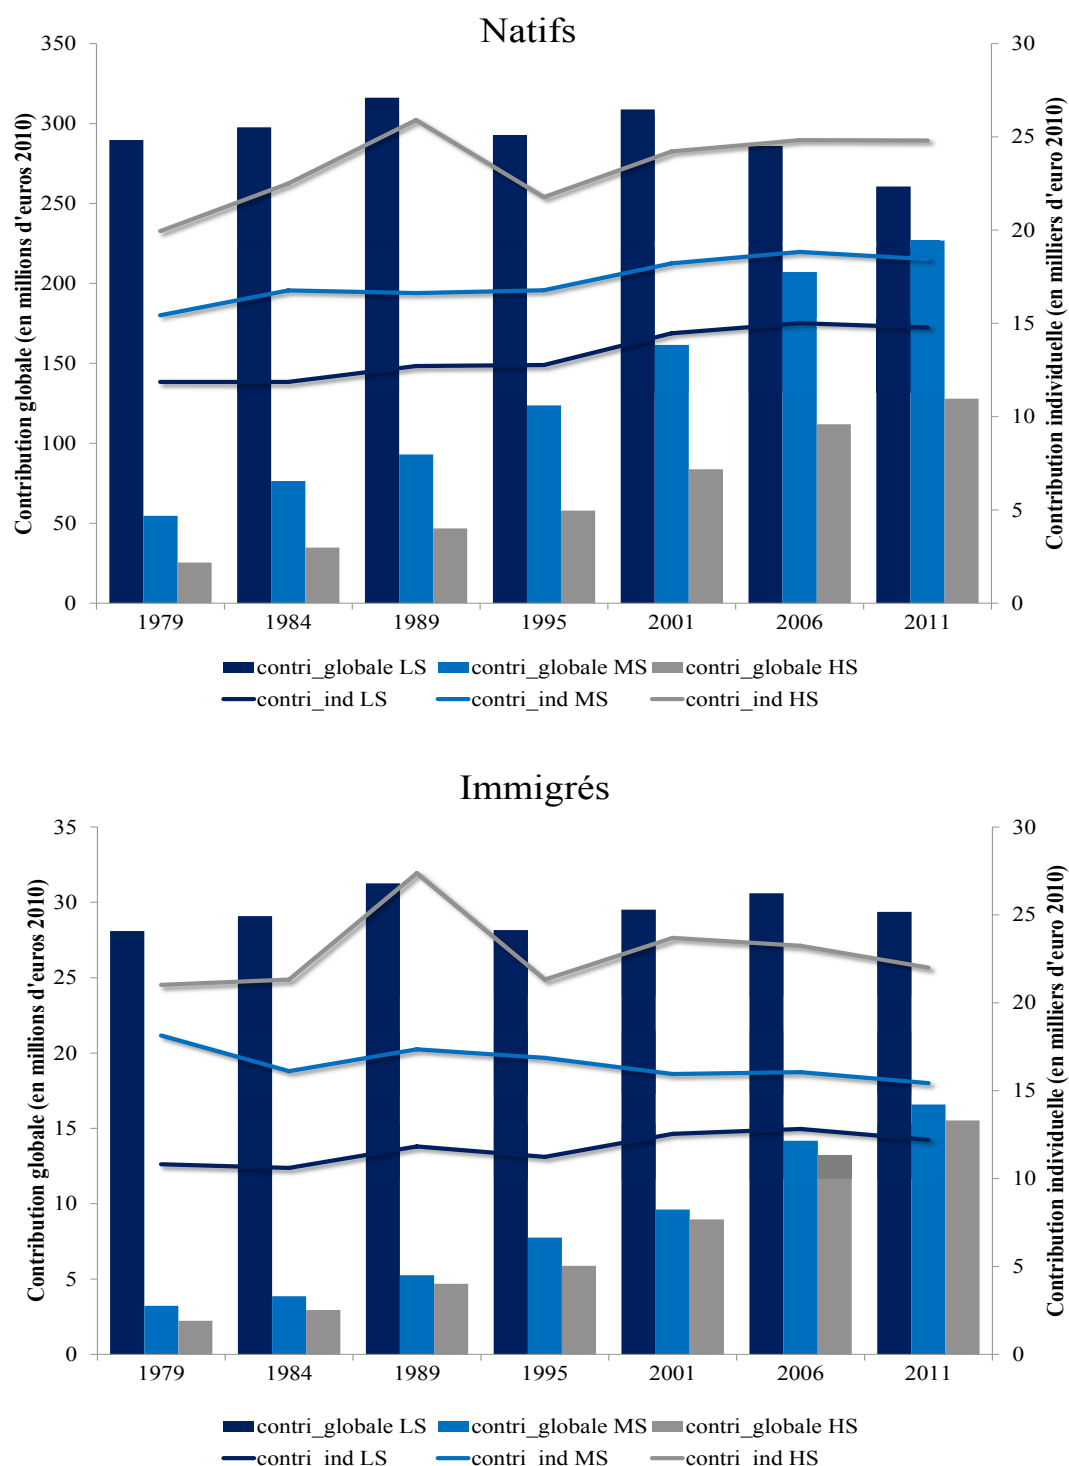 Natifs
Contribution globale (en millions d'euros 2010)
350
300
250
200
150
100
50
0
30
25
20
15
10
5
0
Contribution individuelle (en milliers d'euro 2010)
1979 1984 1989 1995 2001 2006 2011
contri_globale LS contri_globale MS contri_globale HS
contri_ind LS contri_ind MS contri_ind HS
Immigrés
Contribution globale (en millions d'euros 2010)
35
30
25
20
15
10
5
0
30
25
20
15
10
5
0
Contribution individuelle (en milliers d'euro 2010)
1979 1984 1989 1995 2001 2006 2011
contri_globale LS contri_globale MS contri_globale HS
contri_ind LS contri_ind MS contri_ind HS